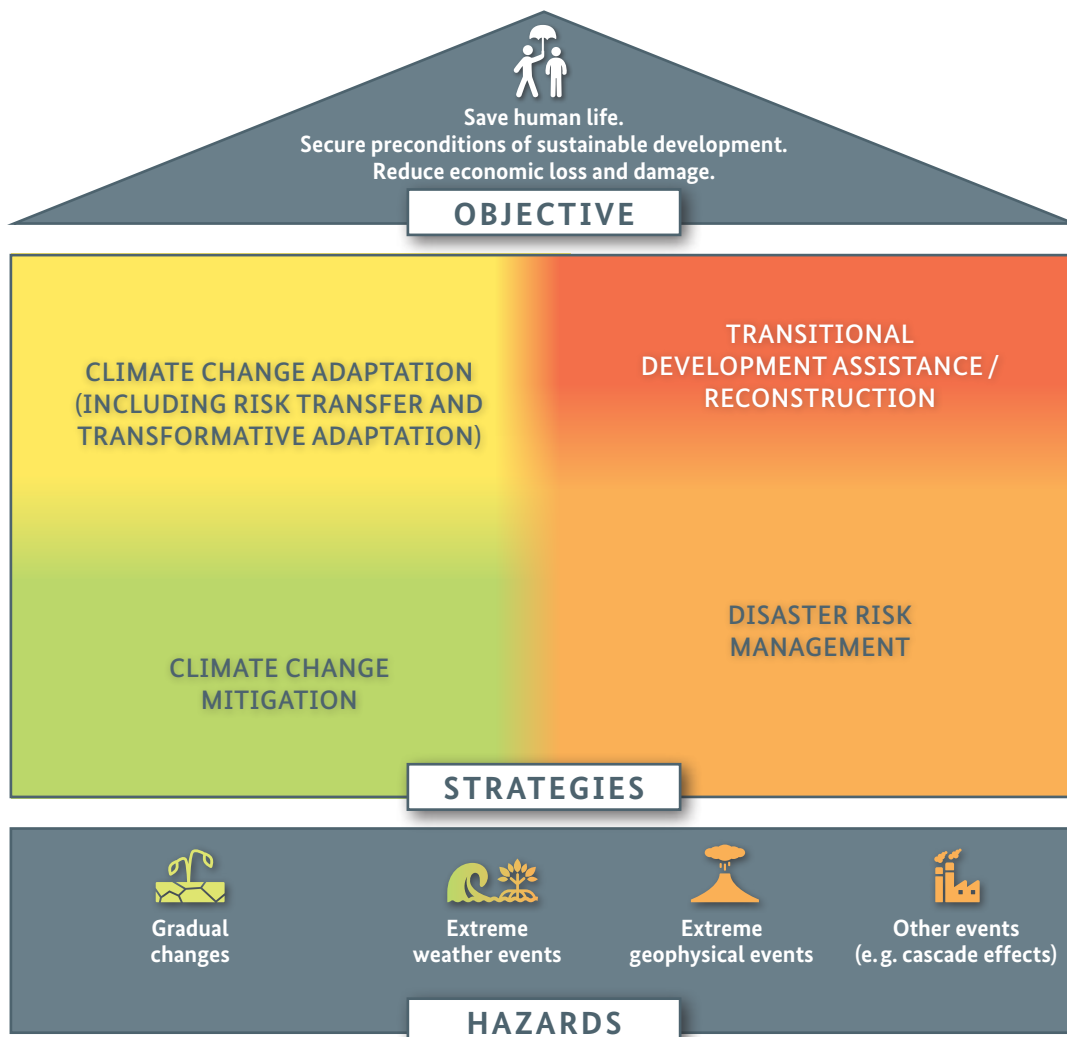 Save human life.
Secure preconditions of sustainable development.
Reduce economic loss and damage.
OBJECTIVE
CLIMATE CHANGE ADAPTATION
(INCLUDING RISK TRANSFER AND
TRANSFORMATIVE ADAPTATION)
TRANSITIONAL
DEVELOPMENT ASSISTANCE /
RECONSTRUCTION
CLIMATE CHANGE
MITIGATION
DISASTER RISK
MANAGEMENT
STRATEGIES
Gradual
changes
Extreme
weather events
Extreme
geophysical events
Other events
(e.g. cascade effects)
HAZARDS